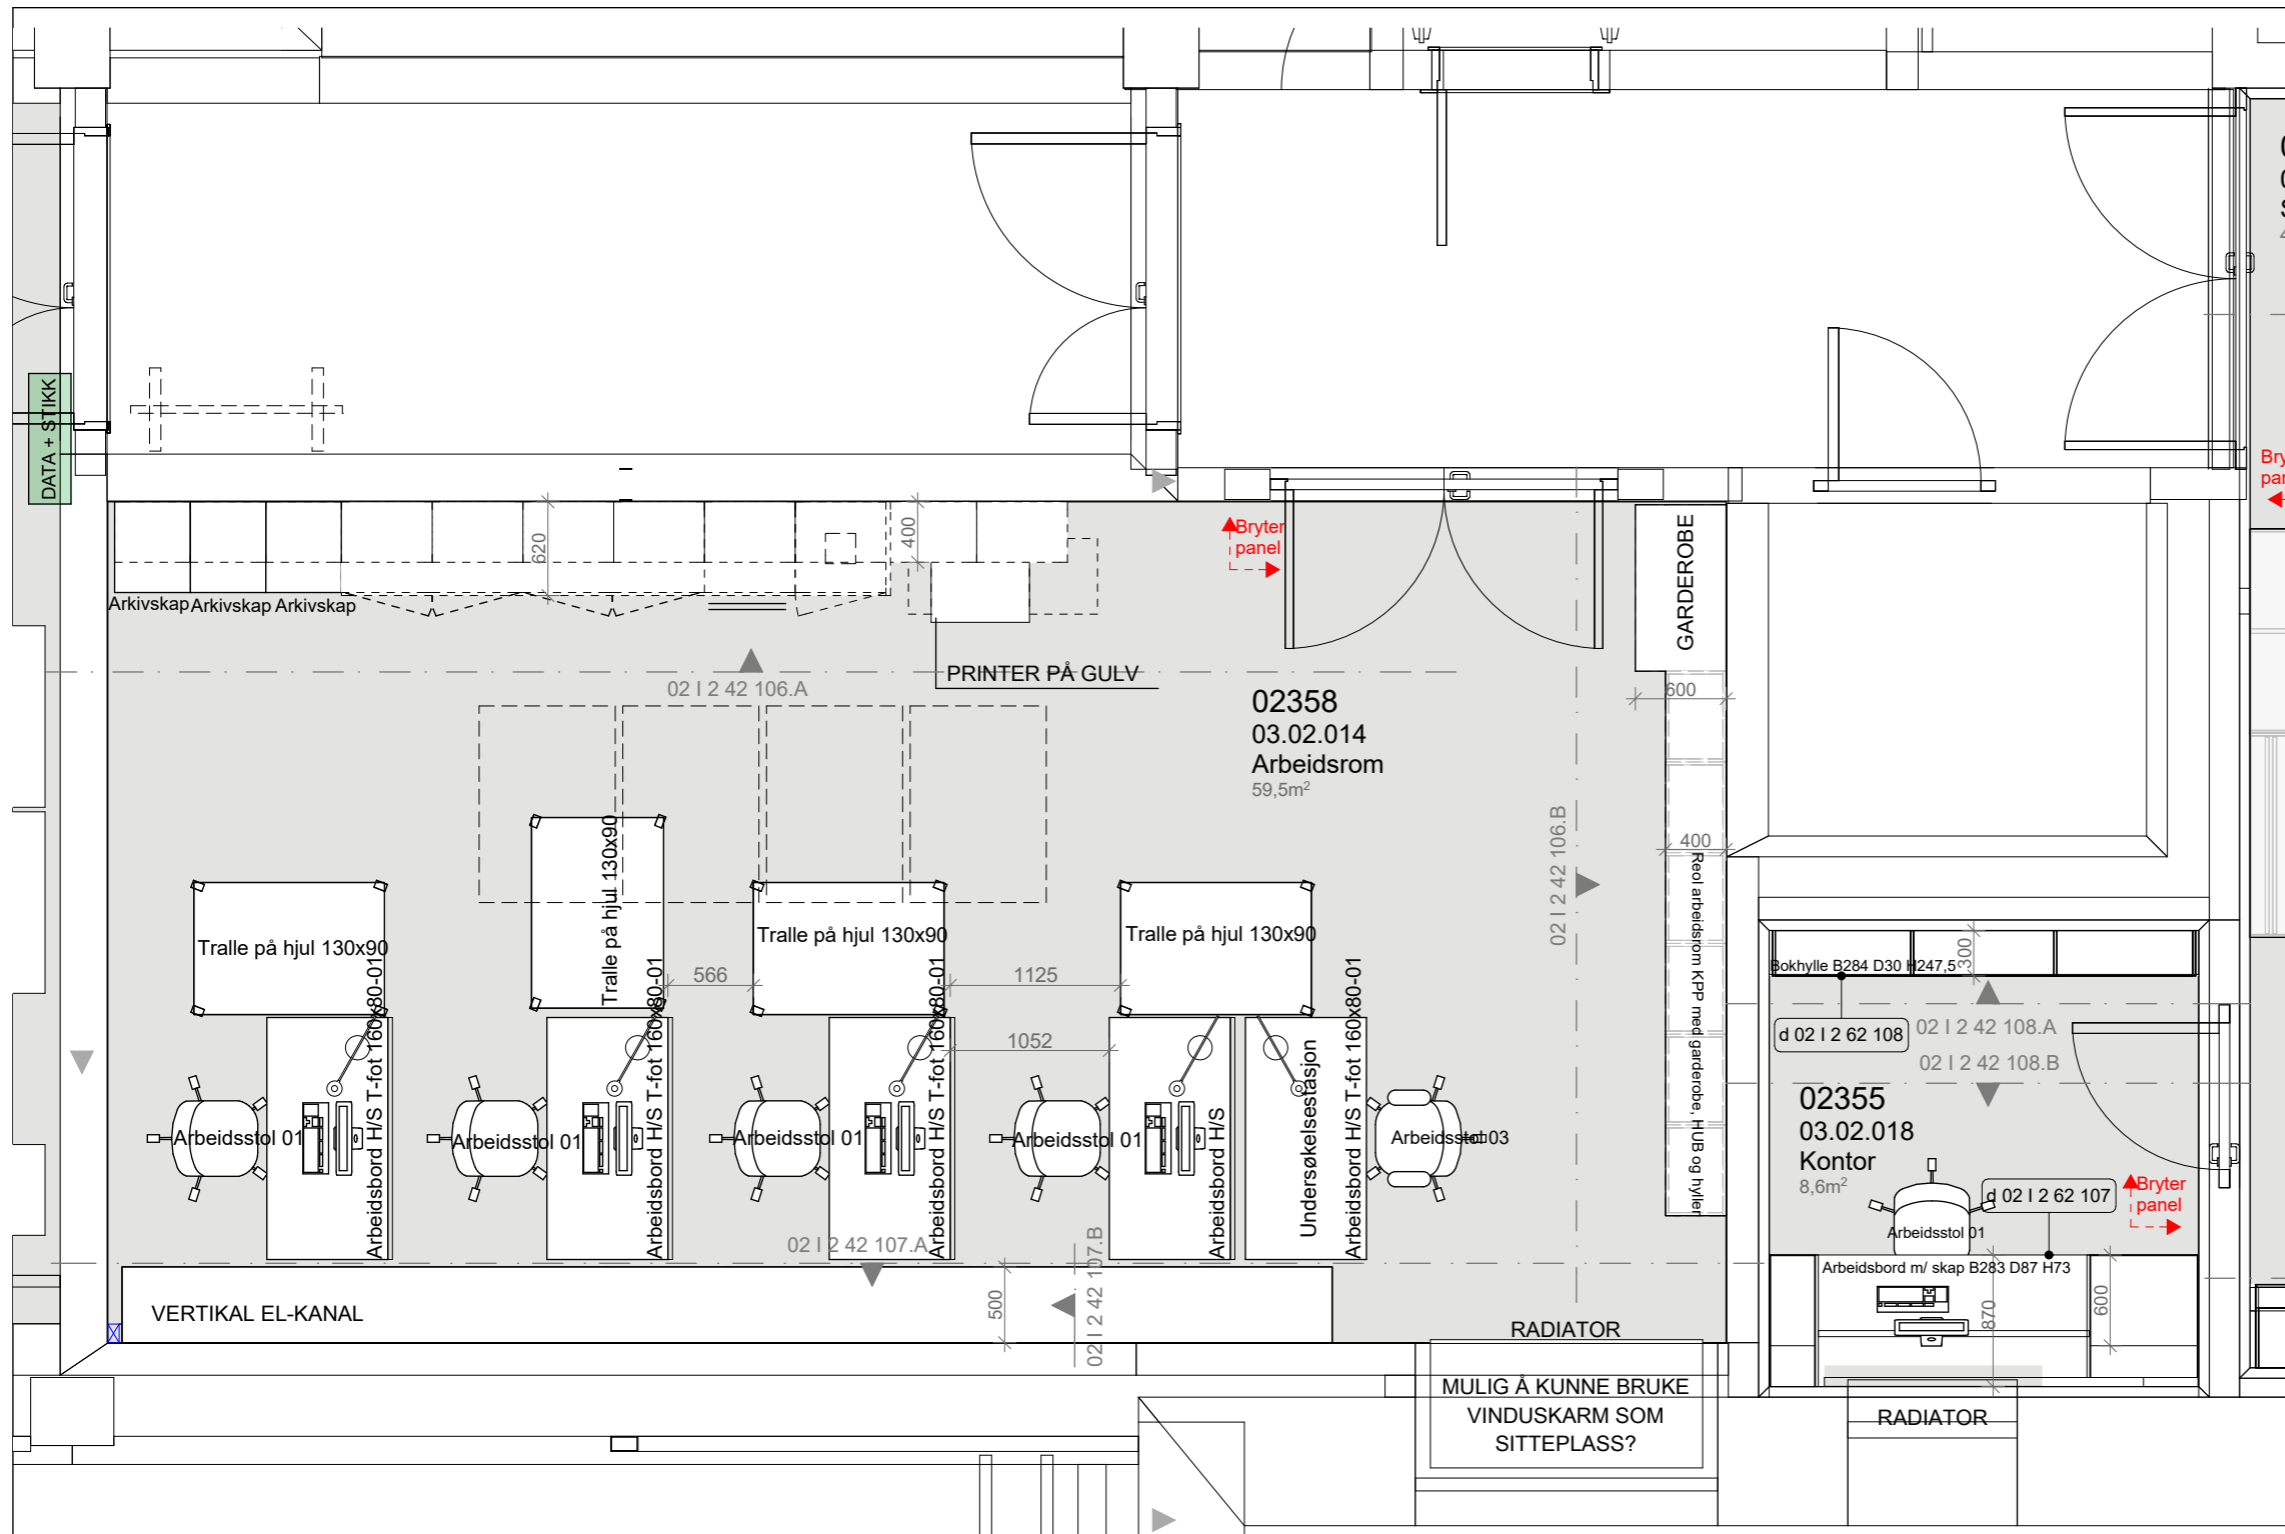 DATA + STIKK
620
400
Bryter
panel
GARDEROBE
Arkivskap
Arkivskap
Arkivskap
PRINTER PÅ GULV
02 I 2 42 106.A
02358
03.02.014
Arbeidsrom
59,5m²
600
400
02 I 2 42 106.B
Reol arbeidsrom KPP med garderobe, HUB og hyller
Tralle på hjul 130x90
Tralle på hjul 130x90
Tralle på hjul 130x90
Tralle på hjul 130x90
566
1125
1052
Arbeidsstol 01
Arbeidsbord H/S T-fot 160x80-01
Arbeidsstol 01
Arbeidsbord H/S T-fot 160x80-01
Arbeidsstol 01
Arbeidsbord H/S T-fot 160x80-01
Arbeidsstol 01
Arbeidsbord H/S
Undersøkelsestasjon
Arbeidsbord H/S T-fot 160x80-01
Arbeidsstol 03
02 I 2 42 107.A
02 I 2 42 107.B
500
VERTIKAL EL-KANAL
RADIATOR
MULIG Å KUNNE BRUKE
VINDUSKARM SOM
SITTEPLASS?
Bokhylle B284 D30 H247,5
300
d 02 I 2 62 108
02 I 2 42 108.A
02 I 2 42 108.B
02355
03.02.018
Kontor
8,6m²
d 02 I 2 62 107
Bryter
panel
Arbeidsstol 01
Arbeidsbord m/ skap B283 D87 H73
870
600
RADIATOR